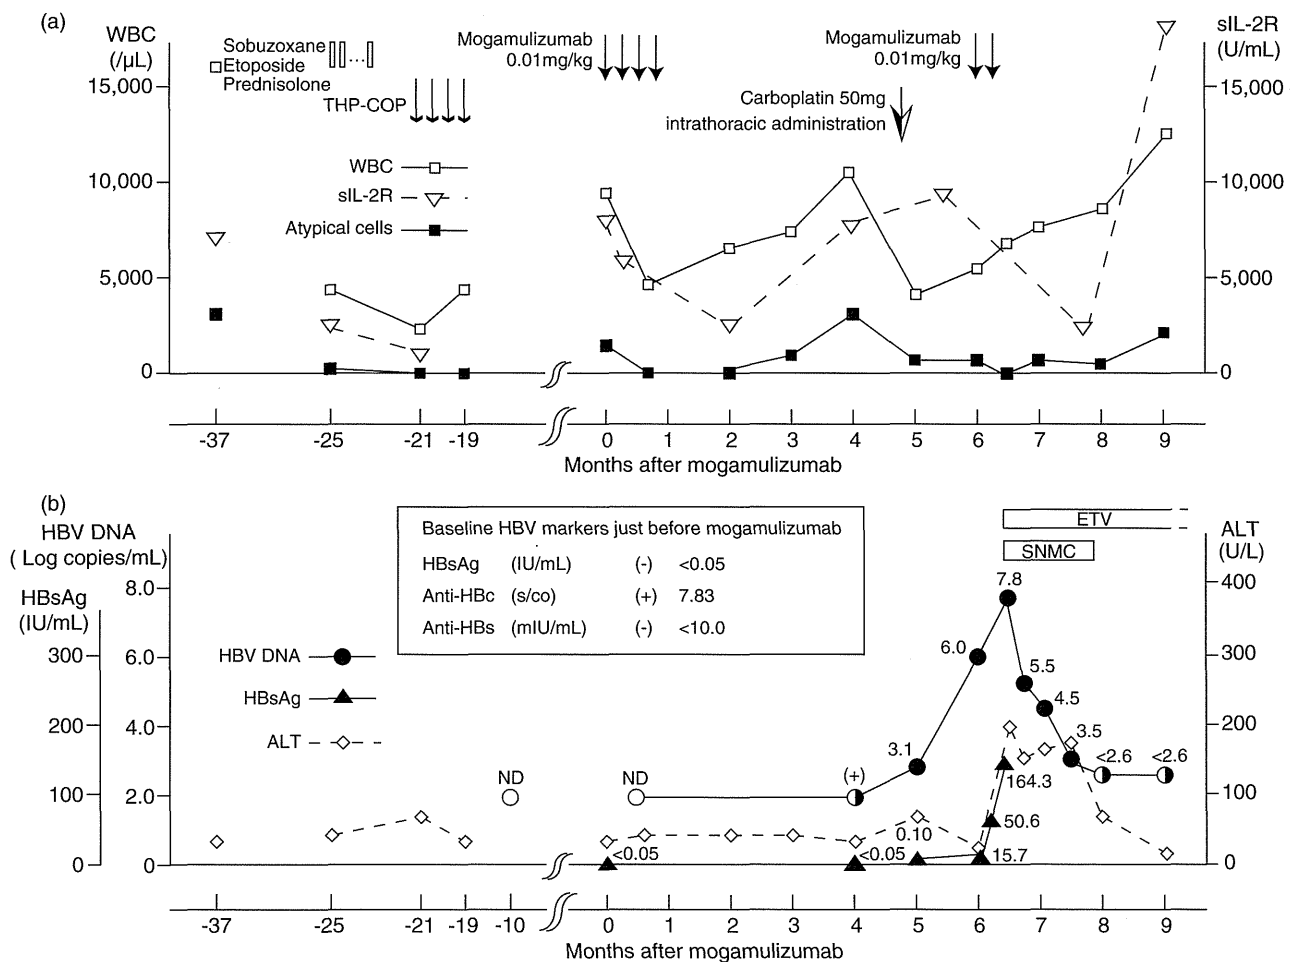 (a)
WBC
(/µL)
Sobuzoxane
Etoposide
Prednisolone
...
THP-COP
Mogamulizumab
0.01mg/kg
Mogamulizumab
0.01mg/kg
Carboplatin 50mg
intrathoracic administration
sIL-2R
(U/mL)
WBC
sIL-2R
Atypical cells
15,000
10,000
5,000
0
15,000
10,000
5,000
0
-37 -25 -21 -19 0 1 2 3 4 5 6 7 8 9
Months after mogamulizumab
(b)
HBV DNA
( Log copies/mL)
HBsAg
(IU/mL)
ALT
(U/L)
Baseline HBV markers just before mogamulizumab
HBsAg (IU/mL) (-) <0.05
Anti-HBc (s/co) (+) 7.83
Anti-HBs (mIU/mL) (-) <10.0
ETV
SNMC
HBV DNA
HBsAg
ALT
300
200
100
0
8.0
6.0
4.0
2.0
0
400
300
200
100
0
ND
ND
(+)
3.1
6.0
7.8
5.5
4.5
3.5
<2.6
<2.6
<0.05
<0.05
0.10
15.7
50.6
164.3
-37 -25 -21 -19 -10 0 1 2 3 4 5 6 7 8 9
Months after mogamulizumab